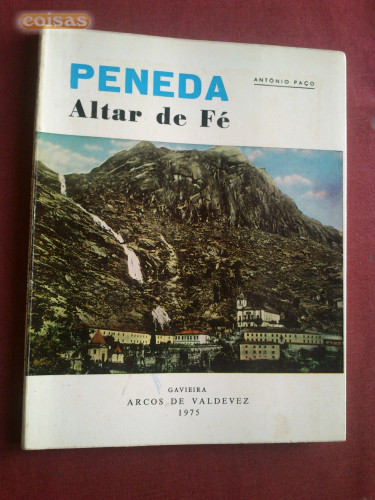 coisas
PENEDA
ANTÓNIO PAÇO
Altar de Fé
GAVIEIRA
ARCOS DE VALDEVEZ
1975